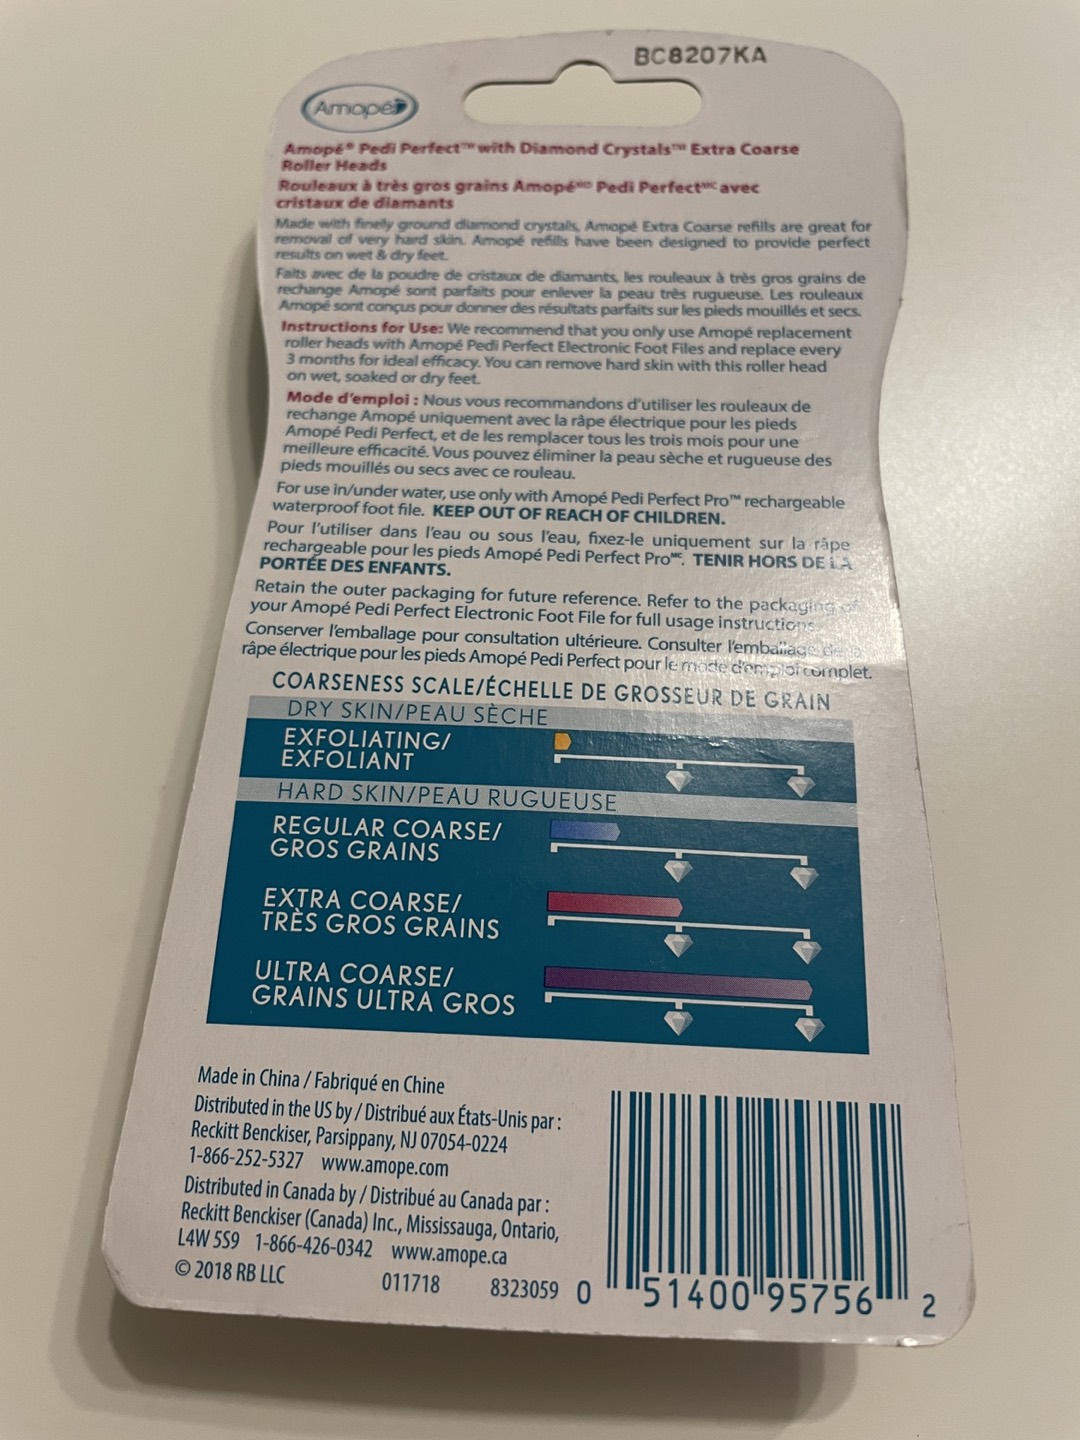 BC8207KA
Amopé
Amopé® Pedi Perfect™ with Diamond Crystals™ Extra Coarse
Roller Heads
Rouleaux à très gros grains Amopéᴹᴰ Pedi Perfectᴹᶜ avec
cristaux de diamants
Made with finely ground diamond crystals, Amopé Extra Coarse refills are great for
removal of very hard skin. Amopé refills have been designed to provide perfect
results on wet & dry feet.
Faits avec de la poudre de cristaux de diamants, les rouleaux à très gros grains de
rechange Amopé sont parfaits pour enlever la peau très rugueuse. Les rouleaux
Amopé sont conçus pour donner des résultats parfaits sur les pieds mouillés et secs.
Instructions for Use: We recommend that you only use Amopé replacement
roller heads with Amopé Pedi Perfect Electronic Foot Files and replace every
3 months for ideal efficacy. You can remove hard skin with this roller head
on wet, soaked or dry feet.
Mode d'emploi : Nous vous recommandons d'utiliser les rouleaux de
rechange Amopé uniquement avec la râpe électrique pour les pieds
Amopé Pedi Perfect, et de les remplacer tous les trois mois pour une
meilleure efficacité. Vous pouvez éliminer la peau sèche et rugueuse des
pieds mouillés ou secs avec ce rouleau.
For use in/under water, use only with Amopé Pedi Perfect Pro™ rechargeable
waterproof foot file. KEEP OUT OF REACH OF CHILDREN.
Pour l'utiliser dans l'eau ou sous l'eau, fixez-le uniquement sur la râpe
rechargeable pour les pieds Amopé Pedi Perfect Proᴹᶜ. TENIR HORS DE LA
PORTÉE DES ENFANTS.
Retain the outer packaging for future reference. Refer to the packaging of
your Amopé Pedi Perfect Electronic Foot File for full usage instructions.
Conserver l'emballage pour consultation ultérieure. Consulter l'emballage de la
râpe électrique pour les pieds Amopé Pedi Perfect pour le mode d'emploi complet.
COARSENESS SCALE/ÉCHELLE DE GROSSEUR DE GRAIN
DRY SKIN/PEAU SÈCHE
EXFOLIATING/
EXFOLIANT
HARD SKIN/PEAU RUGUEUSE
REGULAR COARSE/
GROS GRAINS
EXTRA COARSE/
TRÈS GROS GRAINS
ULTRA COARSE/
GRAINS ULTRA GROS
Made in China / Fabriqué en Chine
Distributed in the US by / Distribué aux États-Unis par :
Reckitt Benckiser, Parsippany, NJ 07054-0224
1-866-252-5327 www.amope.com
Distributed in Canada by / Distribué au Canada par :
Reckitt Benckiser (Canada) Inc., Mississauga, Ontario,
L4W 5S9 1-866-426-0342 www.amope.ca
© 2018 RB LLC 011718 8323059
0 51400 95756 2